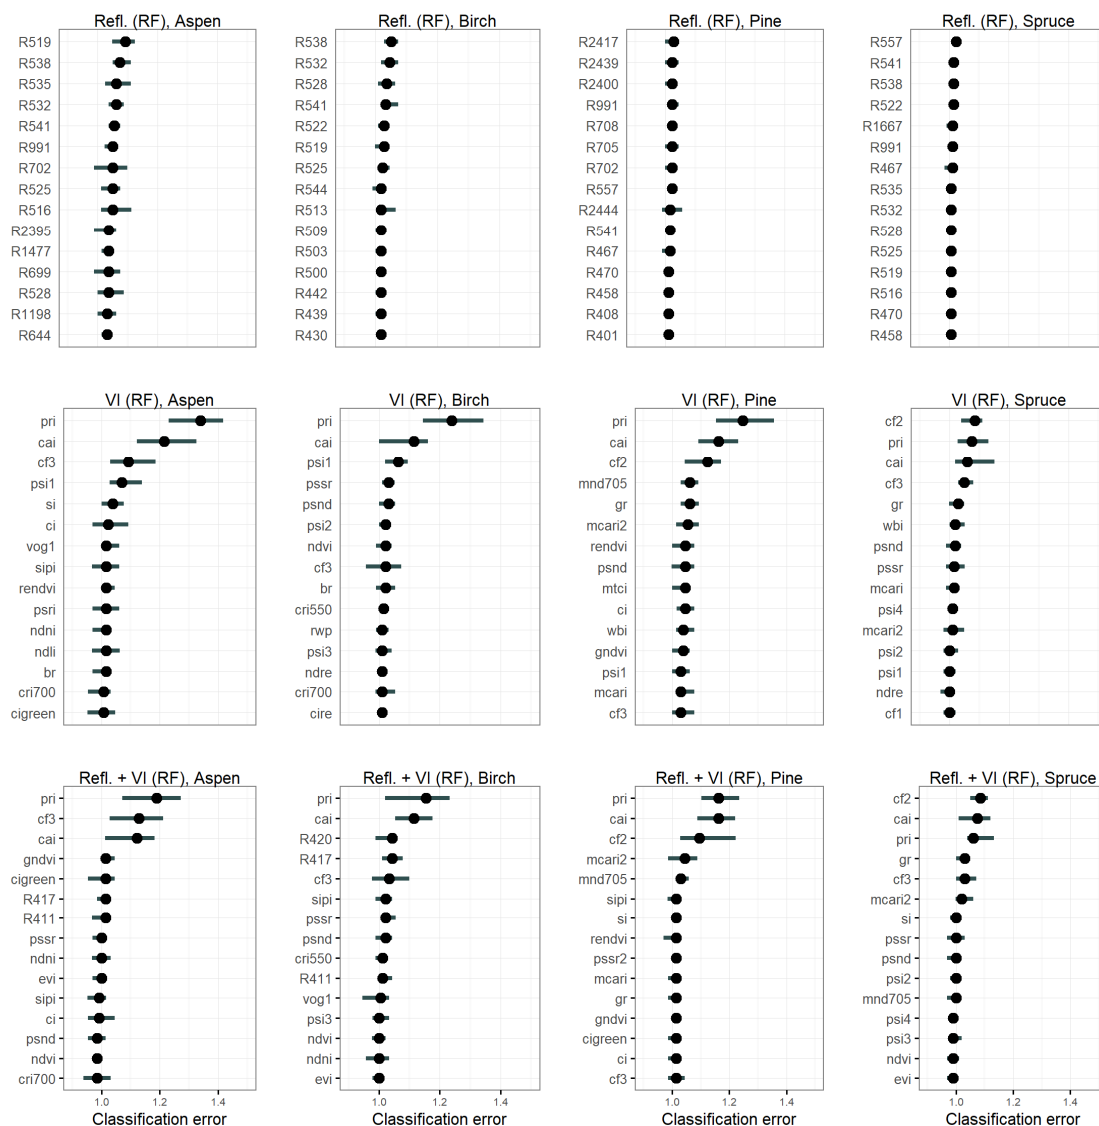 Refl. (RF), Aspen
R519
R538
R535
R532
R541
R991
R702
R525
R516
R2395
R1477
R699
R528
R1198
R644
Refl. (RF), Birch
R538
R532
R528
R541
R522
R519
R525
R544
R513
R509
R503
R500
R442
R439
R430
Refl. (RF), Pine
R2417
R2439
R2400
R991
R708
R705
R702
R557
R2444
R541
R467
R470
R458
R408
R401
Refl. (RF), Spruce
R557
R541
R538
R522
R1667
R991
R467
R535
R532
R528
R525
R519
R516
R470
R458
VI (RF), Aspen
pri
cai
cf3
psi1
si
ci
vog1
sipi
rendvi
psri
ndni
ndli
br
cri700
cigreen
VI (RF), Birch
pri
cai
psi1
pssr
psnd
psi2
ndvi
cf3
br
cri550
rwp
psi3
ndre
cri700
cire
VI (RF), Pine
pri
cai
cf2
mnd705
gr
mcari2
rendvi
psnd
mtci
ci
wbi
gndvi
psi1
mcari
cf3
VI (RF), Spruce
cf2
pri
cai
cf3
gr
wbi
psnd
pssr
mcari
psi4
mcari2
psi2
psi1
ndre
cf1
Refl. + VI (RF), Aspen
pri
cf3
cai
gndvi
cigreen
R417
R411
pssr
ndni
evi
sipi
ci
psnd
ndvi
cri700
1.0 1.2 1.4
Classification error
Refl. + VI (RF), Birch
pri
cai
R420
R417
cf3
sipi
pssr
psnd
cri550
R411
vog1
psi3
ndvi
ndni
evi
1.0 1.2 1.4
Classification error
Refl. + VI (RF), Pine
pri
cai
cf2
mcari2
mnd705
sipi
si
rendvi
pssr2
mcari
gr
gndvi
cigreen
ci
cf3
1.0 1.2 1.4
Classification error
Refl. + VI (RF), Spruce
cf2
cai
pri
gr
cf3
mcari2
si
pssr
psnd
psi2
mnd705
psi4
psi3
ndvi
evi
1.0 1.2 1.4
Classification error